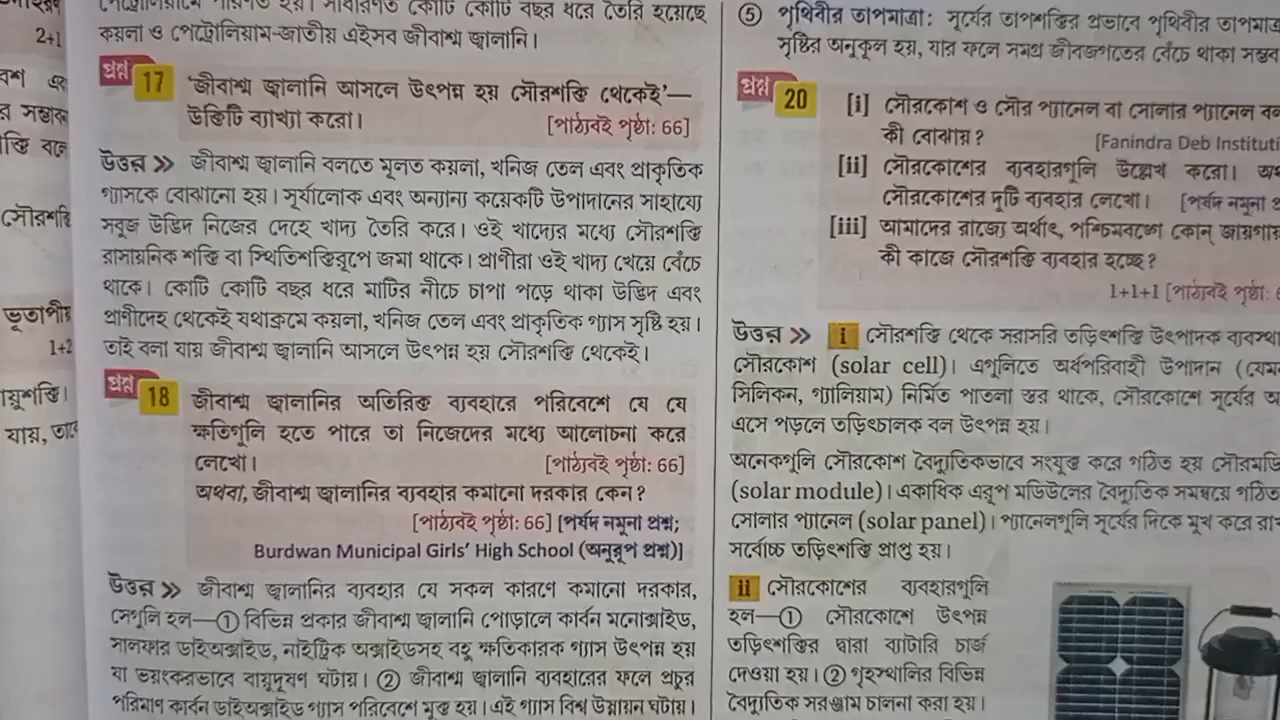 2+1
কয়লা ও পেট্রোলিয়াম-জাতীয় এইসব জীবাশ্ম জ্বালানি।
প্রশ্ন 17 'জীবাশ্ম জ্বালানি আসলে উৎপন্ন হয় সৌরশক্তি থেকেই'—
উক্তিটি ব্যাখ্যা করো। [পাঠ্যবই পৃষ্ঠা: 66]
উত্তর >> জীবাশ্ম জ্বালানি বলতে মূলত কয়লা, খনিজ তেল এবং প্রাকৃতিক
গ্যাসকে বোঝানো হয়। সূর্যালোক এবং অন্যান্য কয়েকটি উপাদানের সাহায্যে
সবুজ উদ্ভিদ নিজের দেহে খাদ্য তৈরি করে। ওই খাদ্যের মধ্যে সৌরশক্তি
রাসায়নিক শক্তি বা স্থিতিশক্তিরূপে জমা থাকে। প্রাণীরা ওই খাদ্য খেয়ে বেঁচে
থাকে। কোটি কোটি বছর ধরে মাটির নীচে চাপা পড়ে থাকা উদ্ভিদ এবং
প্রাণীদেহ থেকেই যথাক্রমে কয়লা, খনিজ তেল এবং প্রাকৃতিক গ্যাস সৃষ্টি হয়।
তাই বলা যায় জীবাশ্ম জ্বালানি আসলে উৎপন্ন হয় সৌরশক্তি থেকেই।
প্রশ্ন 18 জীবাশ্ম জ্বালানির অতিরিক্ত ব্যবহারে পরিবেশে যে যে
ক্ষতিগুলি হতে পারে তা নিজেদের মধ্যে আলোচনা করে
লেখো। [পাঠ্যবই পৃষ্ঠা: 66]
অথবা, জীবাশ্ম জ্বালানির ব্যবহার কমানো দরকার কেন?
[পাঠ্যবই পৃষ্ঠা: 66] [পর্ষদ নমুনা প্রশ্ন;
Burdwan Municipal Girls' High School (অনুরূপ প্রশ্ন)]
উত্তর >> জীবাশ্ম জ্বালানির ব্যবহার যে সকল কারণে কমানো দরকার,
সেগুলি হল—① বিভিন্ন প্রকার জীবাশ্ম জ্বালানি পোড়ালে কার্বন মনোক্সাইড,
সালফার ডাইঅক্সাইড, নাইট্রিক অক্সাইডসহ বহু ক্ষতিকারক গ্যাস উৎপন্ন হয়
যা ভয়ংকরভাবে বায়ুদূষণ ঘটায়। ② জীবাশ্ম জ্বালানি ব্যবহারের ফলে প্রচুর
পরিমাণ কার্বন ডাইঅক্সাইড গ্যাস পরিবেশে মুক্ত হয়। এই গ্যাস বিশ্ব উষ্ণায়ন ঘটায়।
⑤ পৃথিবীর তাপমাত্রা: সূর্যের তাপশক্তির প্রভাবে পৃথিবীর
সৃষ্টির অনুকূল হয়, যার ফলে সমগ্র জীবজগতের বেঁচে থাকা সম্ভব
প্রশ্ন 20 [i] সৌরকোশ ও সৌর প্যানেল বা সোলার প্যানেল
কী বোঝায়? [Fanindra Deb
[ii] সৌরকোশের ব্যবহারগুলি উল্লেখ করো।
সৌরকোশের দুটি ব্যবহার লেখো। [পর্ষদ নমুনা
[iii] আমাদের রাজ্যে অর্থাৎ, পশ্চিমবঙ্গে কোন্
কী কাজে সৌরশক্তি ব্যবহার হচ্ছে?
1+1+1 [পাঠ্যবই পৃষ্ঠা:
উত্তর >> i সৌরশক্তি থেকে সরাসরি তড়িৎশক্তি উৎপাদক
সৌরকোশ (solar cell)। এগুলিতে অর্ধপরিবাহী উপাদান
সিলিকন, গ্যালিয়াম) নির্মিত পাতলা স্তর থাকে, সৌরকোশে সূর্যের
এসে পড়লে তড়িৎচালক বল উৎপন্ন হয়।
অনেকগুলি সৌরকোশ বৈদ্যুতিকভাবে সংযুক্ত করে গঠিত হয়
(solar module)। একাধিক এরূপ মডিউলের বৈদ্যুতিক সমন্বয়ে গঠিত
সোলার প্যানেল (solar panel)। প্যানেলগুলি সূর্যের দিকে মুখ করে
সর্বোচ্চ তড়িৎশক্তি প্রাপ্ত হয়।
ii সৌরকোশের ব্যবহারগুলি
হল—① সৌরকোশে উৎপন্ন
তড়িৎশক্তির দ্বারা ব্যাটারি চার্জ
দেওয়া হয়। ② গৃহস্থালির বিভিন্ন
বৈদ্যুতিক সরঞ্জাম চালনা করা হয়।